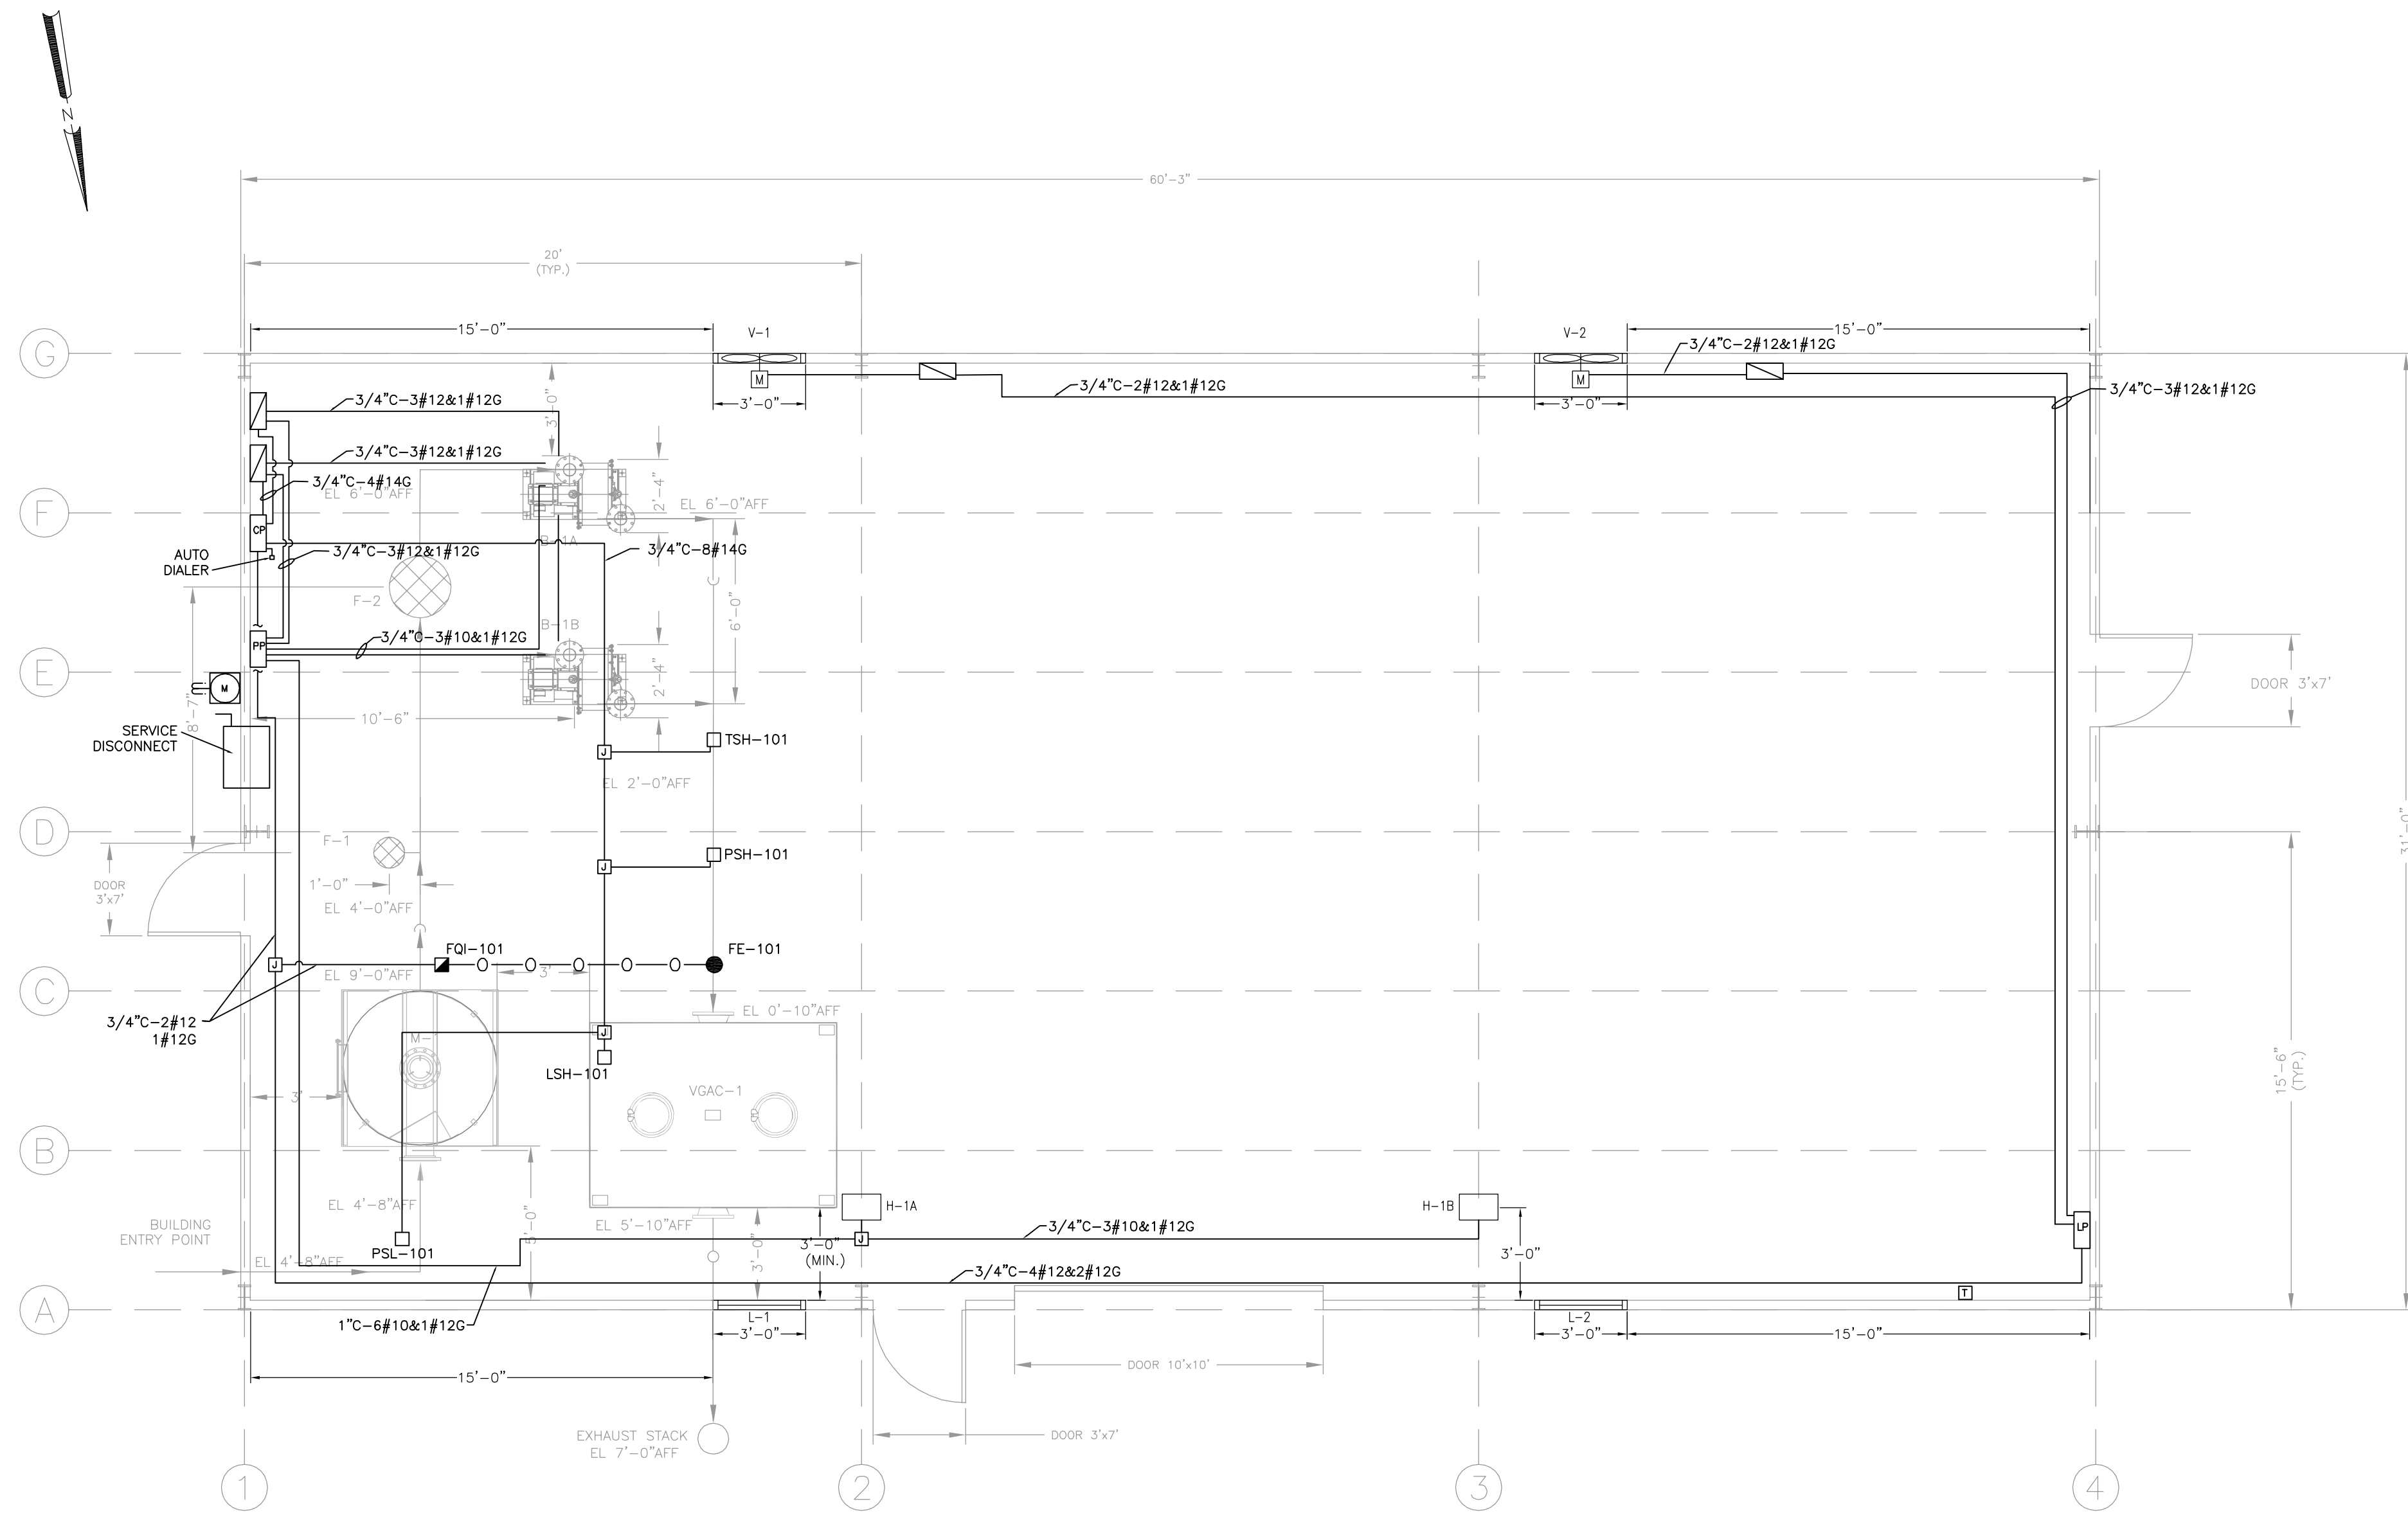 N
60'-3"
20'
(TYP.)
15'-0"
V-1
V-2
15'-0"
3/4"C-2#12&1#12G
G
M
M
3/4"C-2#12&1#12G
3/4"C-3#12&1#12G
3/4"C-3#12&1#12G
3'-0"
3'-0"
3'-0"
3/4"C-3#12&1#12G
3/4"C-4#14G
EL 6'-0"AFF
2'-4"
EL 6'-0"AFF
F
CP
B-1A
3/4"C-8#14G
AUTO
DIALER
3/4"C-3#12&1#12G
F-2
6'-0"
B-1B
3/4"C-3#10&1#12G
PP
E
2'-4"
M
DOOR 3'x7'
8'-7"
10'-6"
SERVICE
DISCONNECT
J
TSH-101
EL 2'-0"AFF
D
31'-0"
F-1
J
PSH-101
DOOR
3'x7'
1'-0"
EL 4'-0"AFF
FQI-101
FE-101
J
EL 9'-0"AFF
3'
C
EL 0'-10"AFF
3/4"C-2#12
1#12G
M-
J
LSH-101
15'-6"
(TYP.)
VGAC-1
3'
B
EL 4'-8"AFF
5'-0"
EL 5'-10"AFF
H-1A
H-1B
BUILDING
ENTRY POINT
PSL-101
3'-0"
3'-0"
(MIN.)
J
3/4"C-3#10&1#12G
3'-0"
LP
EL 4'-8"AFF
3/4"C-4#12&2#12G
T
A
1"C-6#10&1#12G
L-1
3'-0"
L-2
3'-0"
15'-0"
15'-0"
DOOR 10'x10'
EXHAUST STACK
EL 7'-0"AFF
DOOR 3'x7'
1
2
3
4